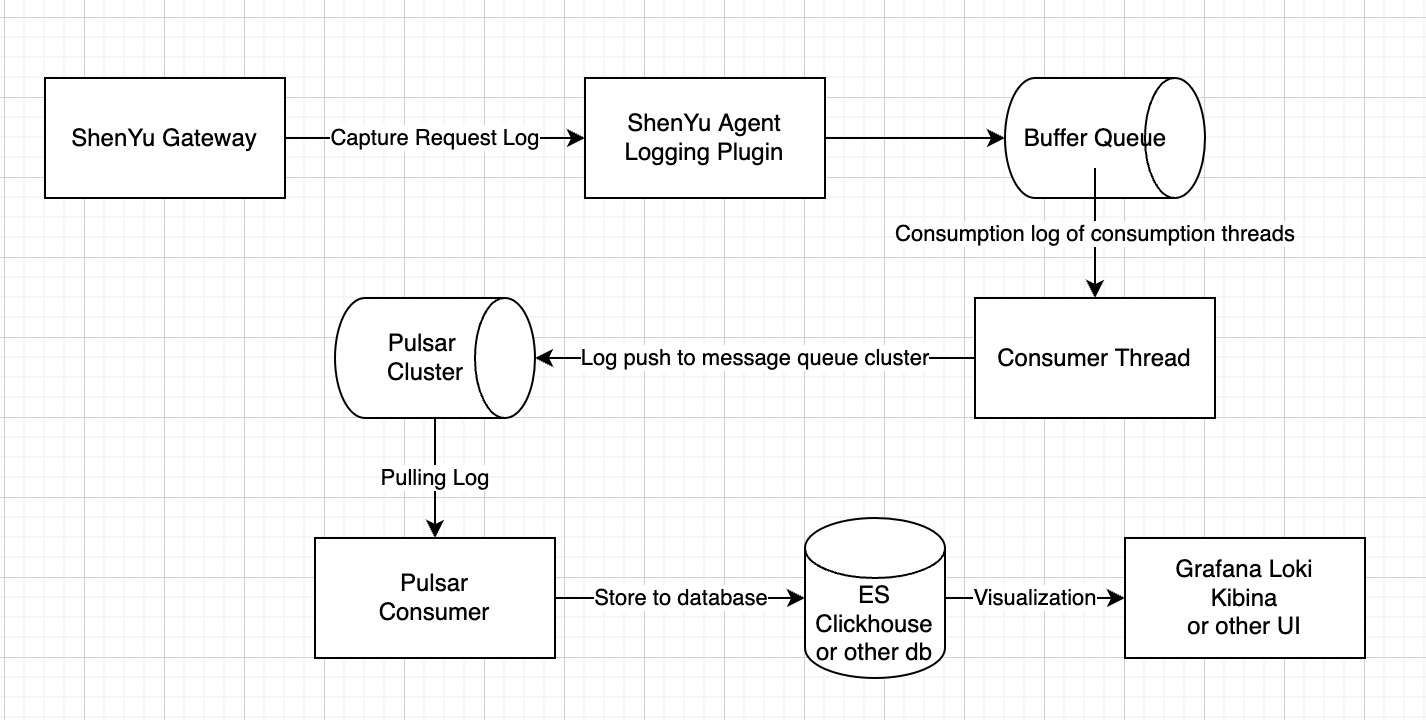 ShenYu Gateway
Capture Request Log
ShenYu Agent
Logging Plugin
Buffer Queue
Consumption log of consumption threads
Pulsar
Cluster
Log push to message queue cluster
Consumer Thread
Pulling Log
Pulsar
Consumer
Store to database
ES
Clickhouse
or other db
Visualization
Grafana Loki
Kibina
or other UI